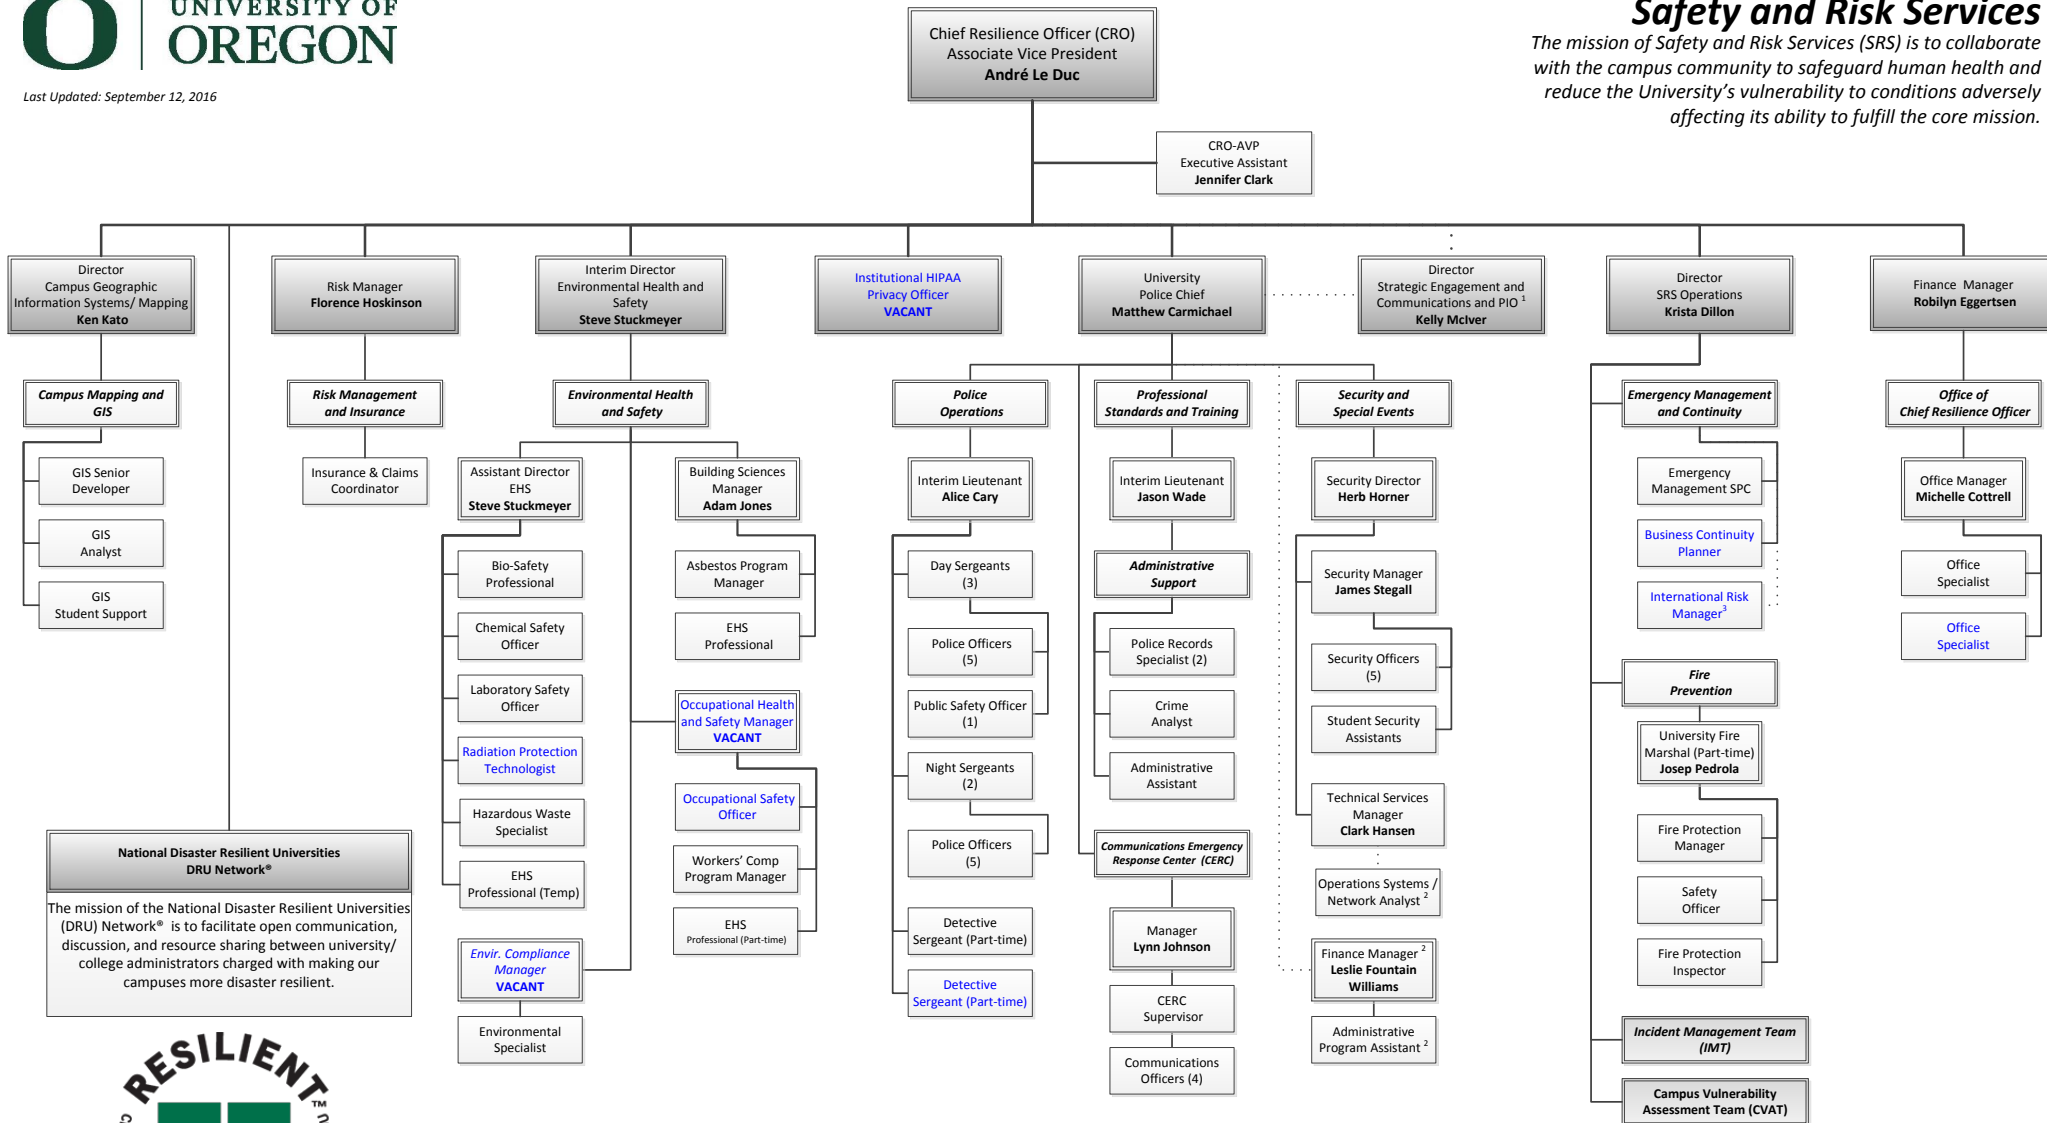 UNIVERSITY OF
OREGON
Last Updated: September 12, 2016
Safety and Risk Services
The mission of Safety and Risk Services (SRS) is to collaborate
with the campus community to safeguard human health and
reduce the University's vulnerability to conditions adversely
affecting its ability to fulfill the core mission.
Chief Resilience Officer (CRO)
Associate Vice President
André Le Duc
CRO-AVP
Executive Assistant
Jennifer Clark
Director
Campus Geographic
Information Systems/ Mapping
Ken Kato
Risk Manager
Florence Hoskinson
Interim Director
Environmental Health and
Safety
Steve Stuckmeyer
Institutional HIPAA
Privacy Officer
VACANT
University
Police Chief
Matthew Carmichael
Director
Strategic Engagement and
Communications and PIO 1
Kelly McIver
Director
SRS Operations
Krista Dillon
Finance Manager
Robilyn Eggertsen
Campus Mapping and
GIS
GIS Senior
Developer
GIS
Analyst
GIS
Student Support
Risk Management
and Insurance
Insurance & Claims
Coordinator
Environmental Health
and Safety
Assistant Director
EHS
Steve Stuckmeyer
Bio-Safety
Professional
Chemical Safety
Officer
Laboratory Safety
Officer
Radiation Protection
Technologist
Hazardous Waste
Specialist
EHS
Professional (Temp)
Envir. Compliance
Manager
VACANT
Environmental
Specialist
Building Sciences
Manager
Adam Jones
Asbestos Program
Manager
EHS
Professional
Occupational Health
and Safety Manager
VACANT
Occupational Safety
Officer
Workers' Comp
Program Manager
EHS
Professional (Part-time)
Police
Operations
Interim Lieutenant
Alice Cary
Day Sergeants
(3)
Police Officers
(5)
Public Safety Officer
(1)
Night Sergeants
(2)
Police Officers
(5)
Detective
Sergeant (Part-time)
Detective
Sergeant (Part-time)
Professional
Standards and Training
Interim Lieutenant
Jason Wade
Administrative
Support
Police Records
Specialist (2)
Crime
Analyst
Administrative
Assistant
Communications Emergency
Response Center (CERC)
Manager
Lynn Johnson
CERC
Supervisor
Communications
Officers (4)
Security and
Special Events
Security Director
Herb Horner
Security Manager
James Stegall
Security Officers
(5)
Student Security
Assistants
Technical Services
Manager
Clark Hansen
Operations Systems /
Network Analyst 2
Finance Manager 2
Leslie Fountain
Williams
Administrative
Program Assistant 2
Emergency Management
and Continuity
Emergency
Management SPC
Business Continuity
Planner
International Risk
Manager3
Fire
Prevention
University Fire
Marshal (Part-time)
Josep Pedrola
Fire Protection
Manager
Safety
Officer
Fire Protection
Inspector
Incident Management Team
(IMT)
Campus Vulnerability
Assessment Team (CVAT)
Office of
Chief Resilience Officer
Office Manager
Michelle Cottrell
Office
Specialist
Office
Specialist
National Disaster Resilient Universities
DRU Network®
The mission of the National Disaster Resilient Universities
(DRU) Network® is to facilitate open communication,
discussion, and resource sharing between university/
college administrators charged with making our
campuses more disaster resilient.
RESILIENT
TM